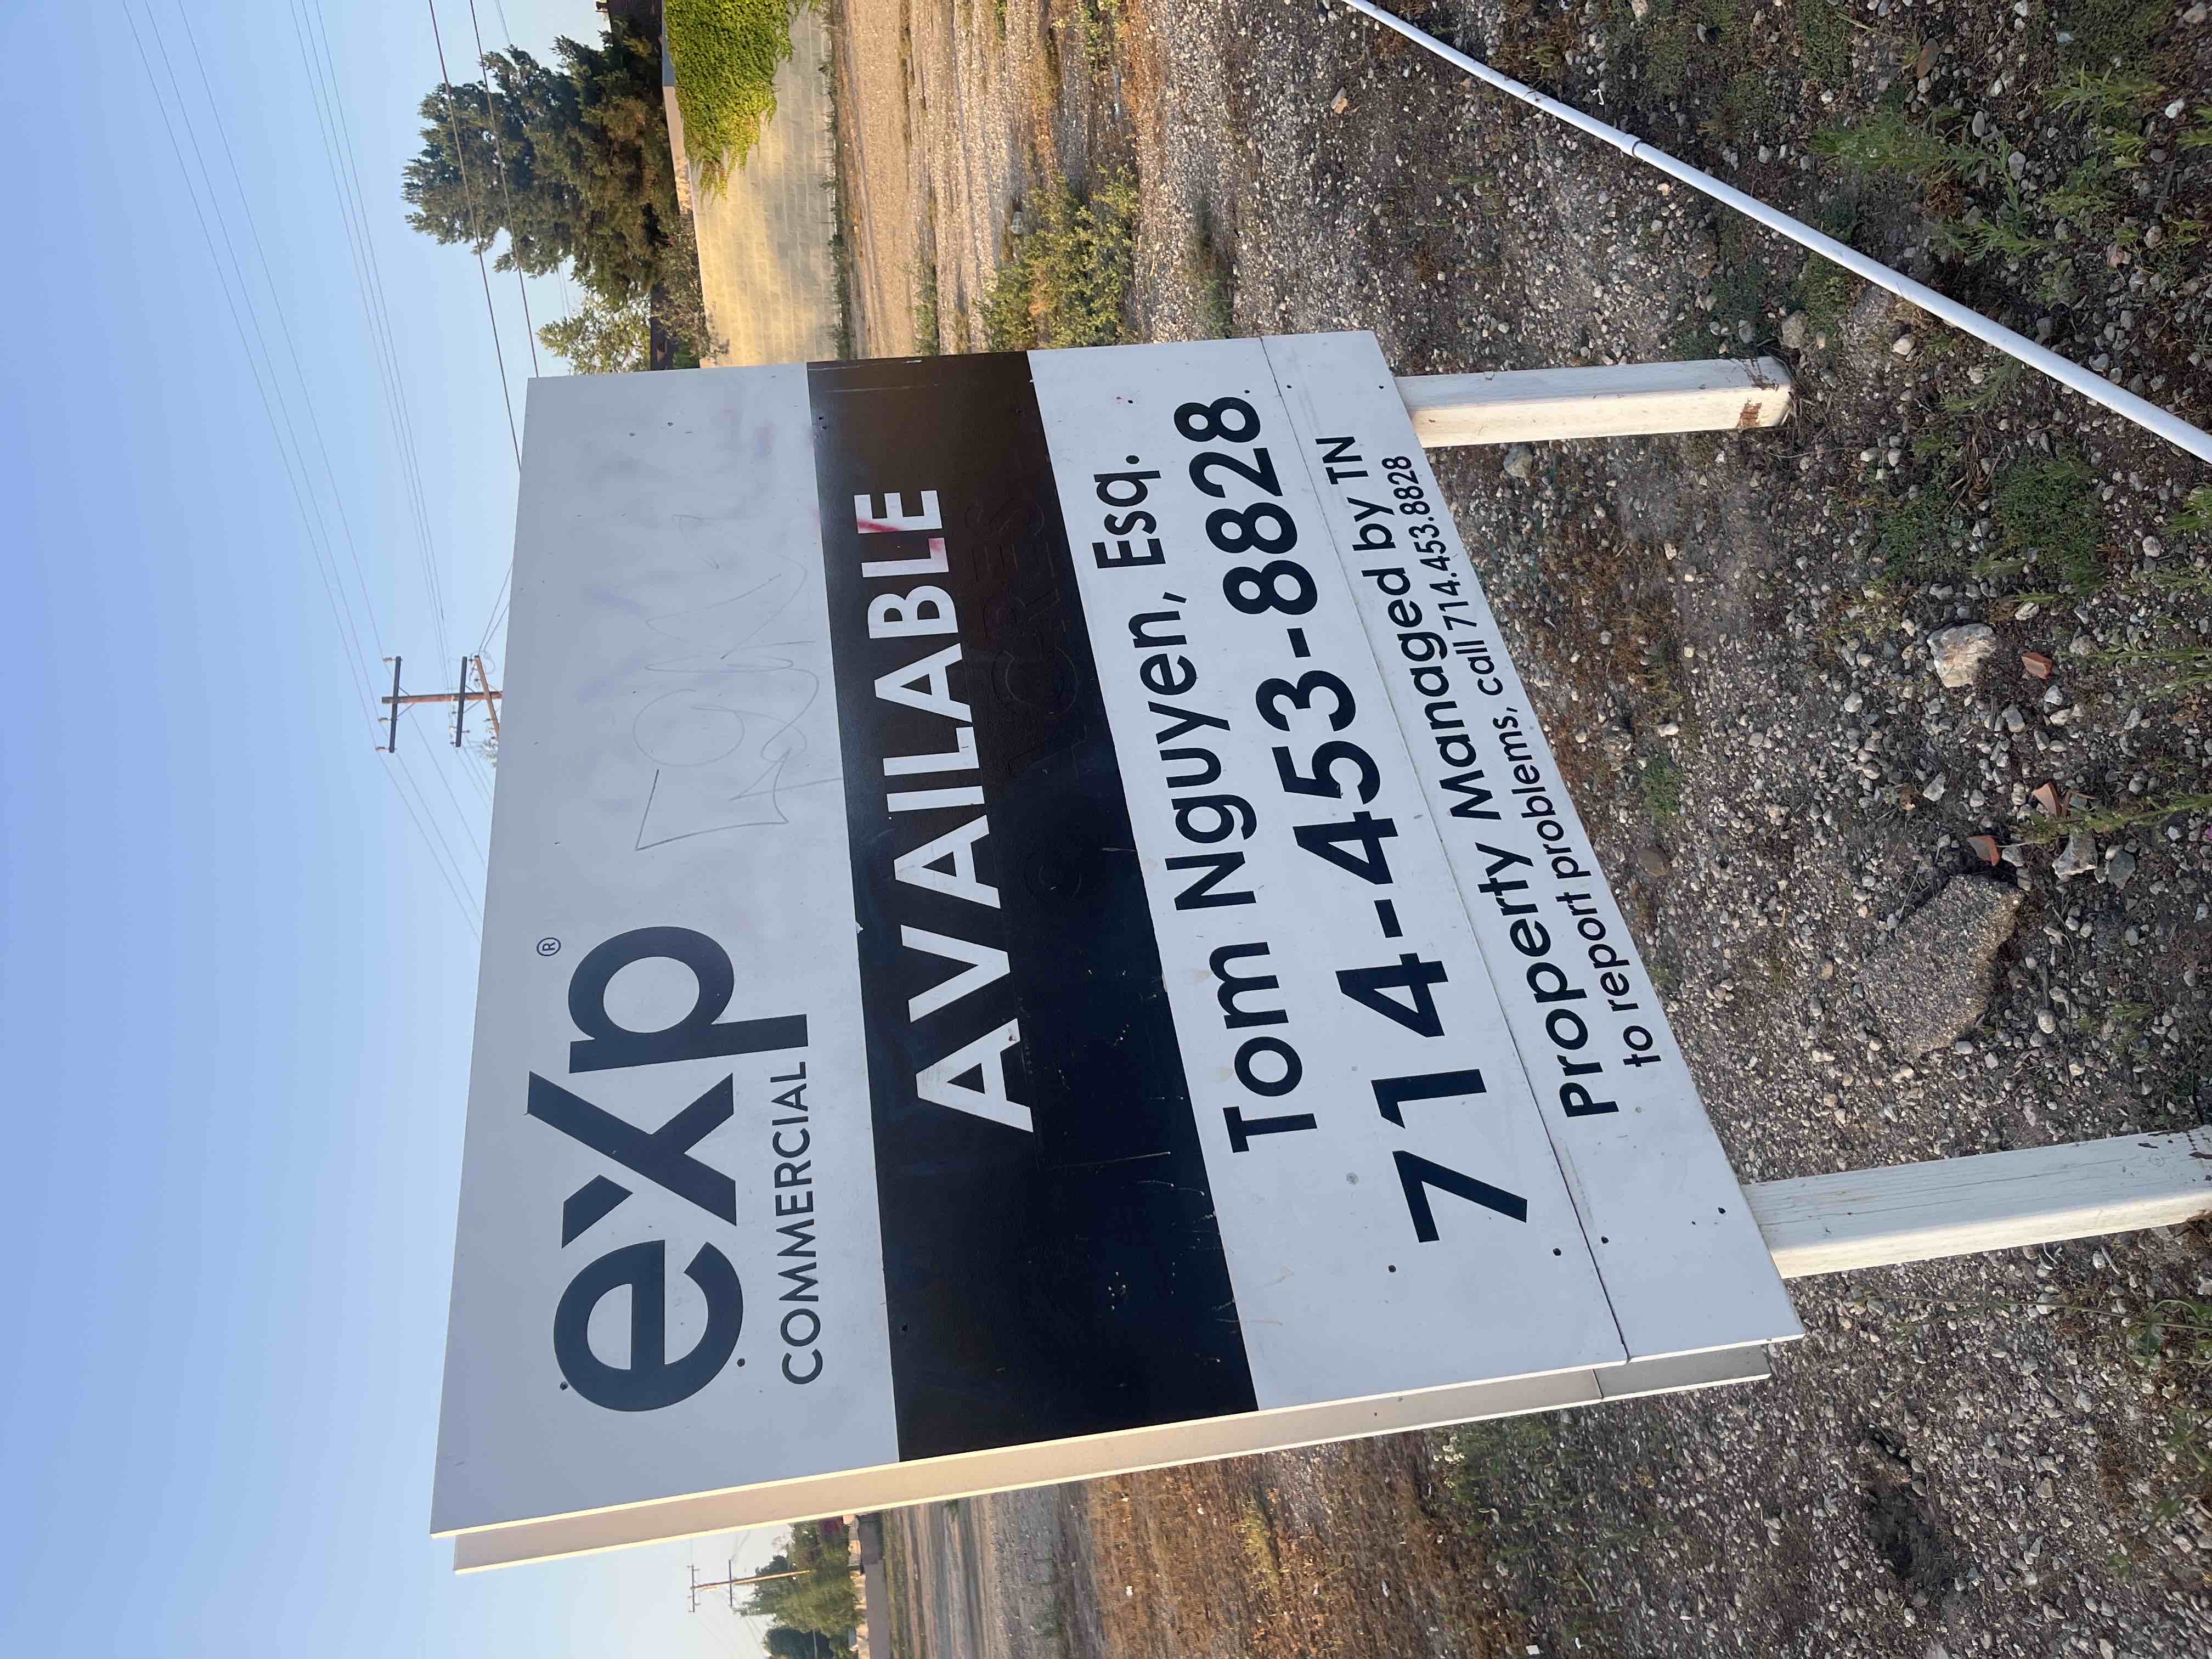 eXp®
COMMERCIAL
AVAILABLE
Tom Nguyen, Esq.
714-453-8828
Property Managed by TN
to report problems, call 714.453.8828